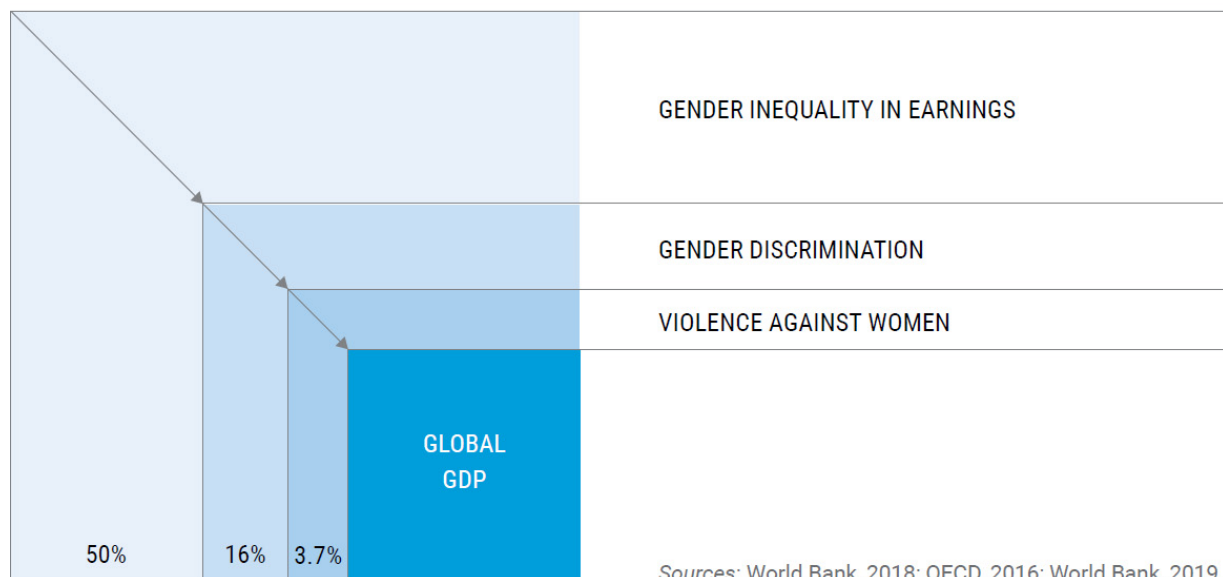 GENDER INEQUALITY IN EARNINGS
GENDER DISCRIMINATION
VIOLENCE AGAINST WOMEN
GLOBAL
GDP
50%
16%
3.7%
Sources: World Bank, 2018; OECD, 2016; World Bank, 2019